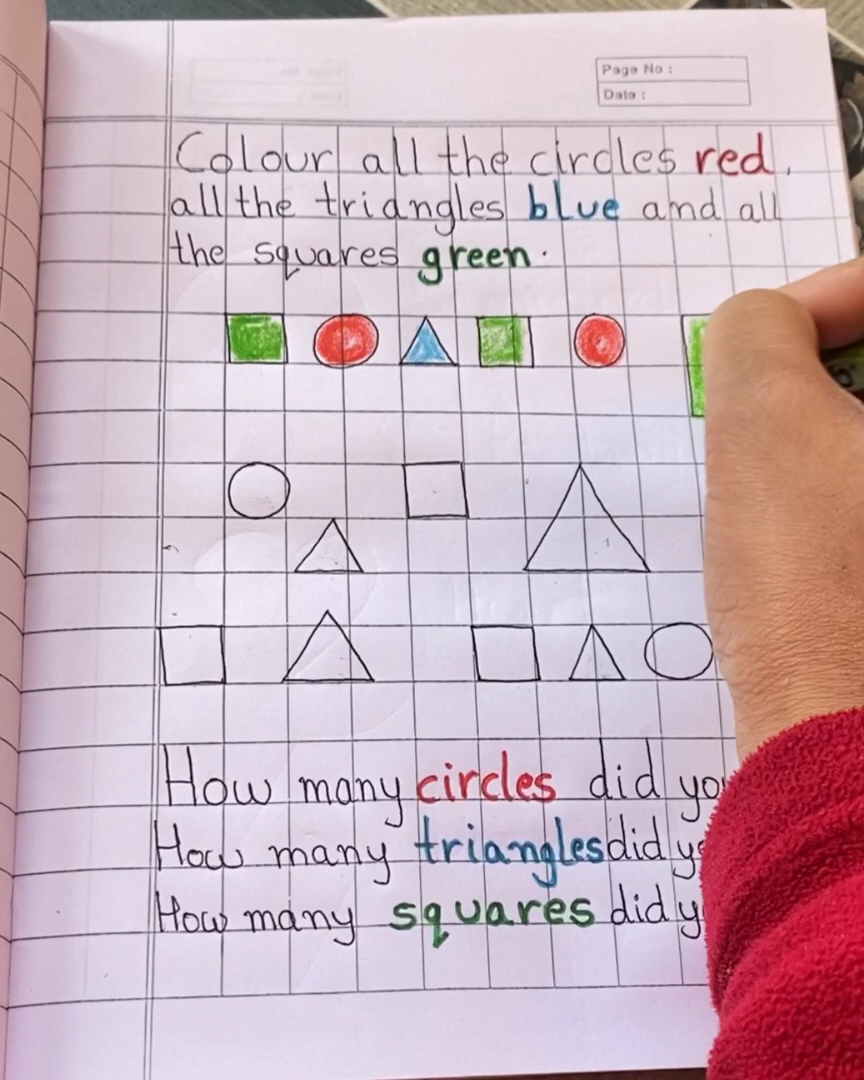 Page No :
Date :
Colour all the circles red,
all the triangles blue and all
the squares green.
How many circles did
How many triangles did
How many squares did